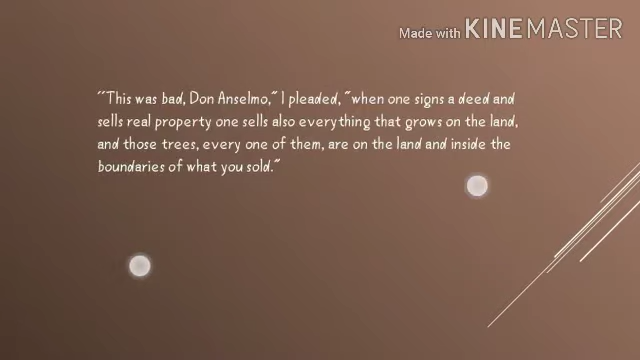 Made with KINEMASTER
“This was bad, Don Anselmo,” I pleaded, “when one signs a deed and
sells real property one sells also everything that grows on the land,
and those trees, every one of them, are on the land and inside the
boundaries of what you sold.”